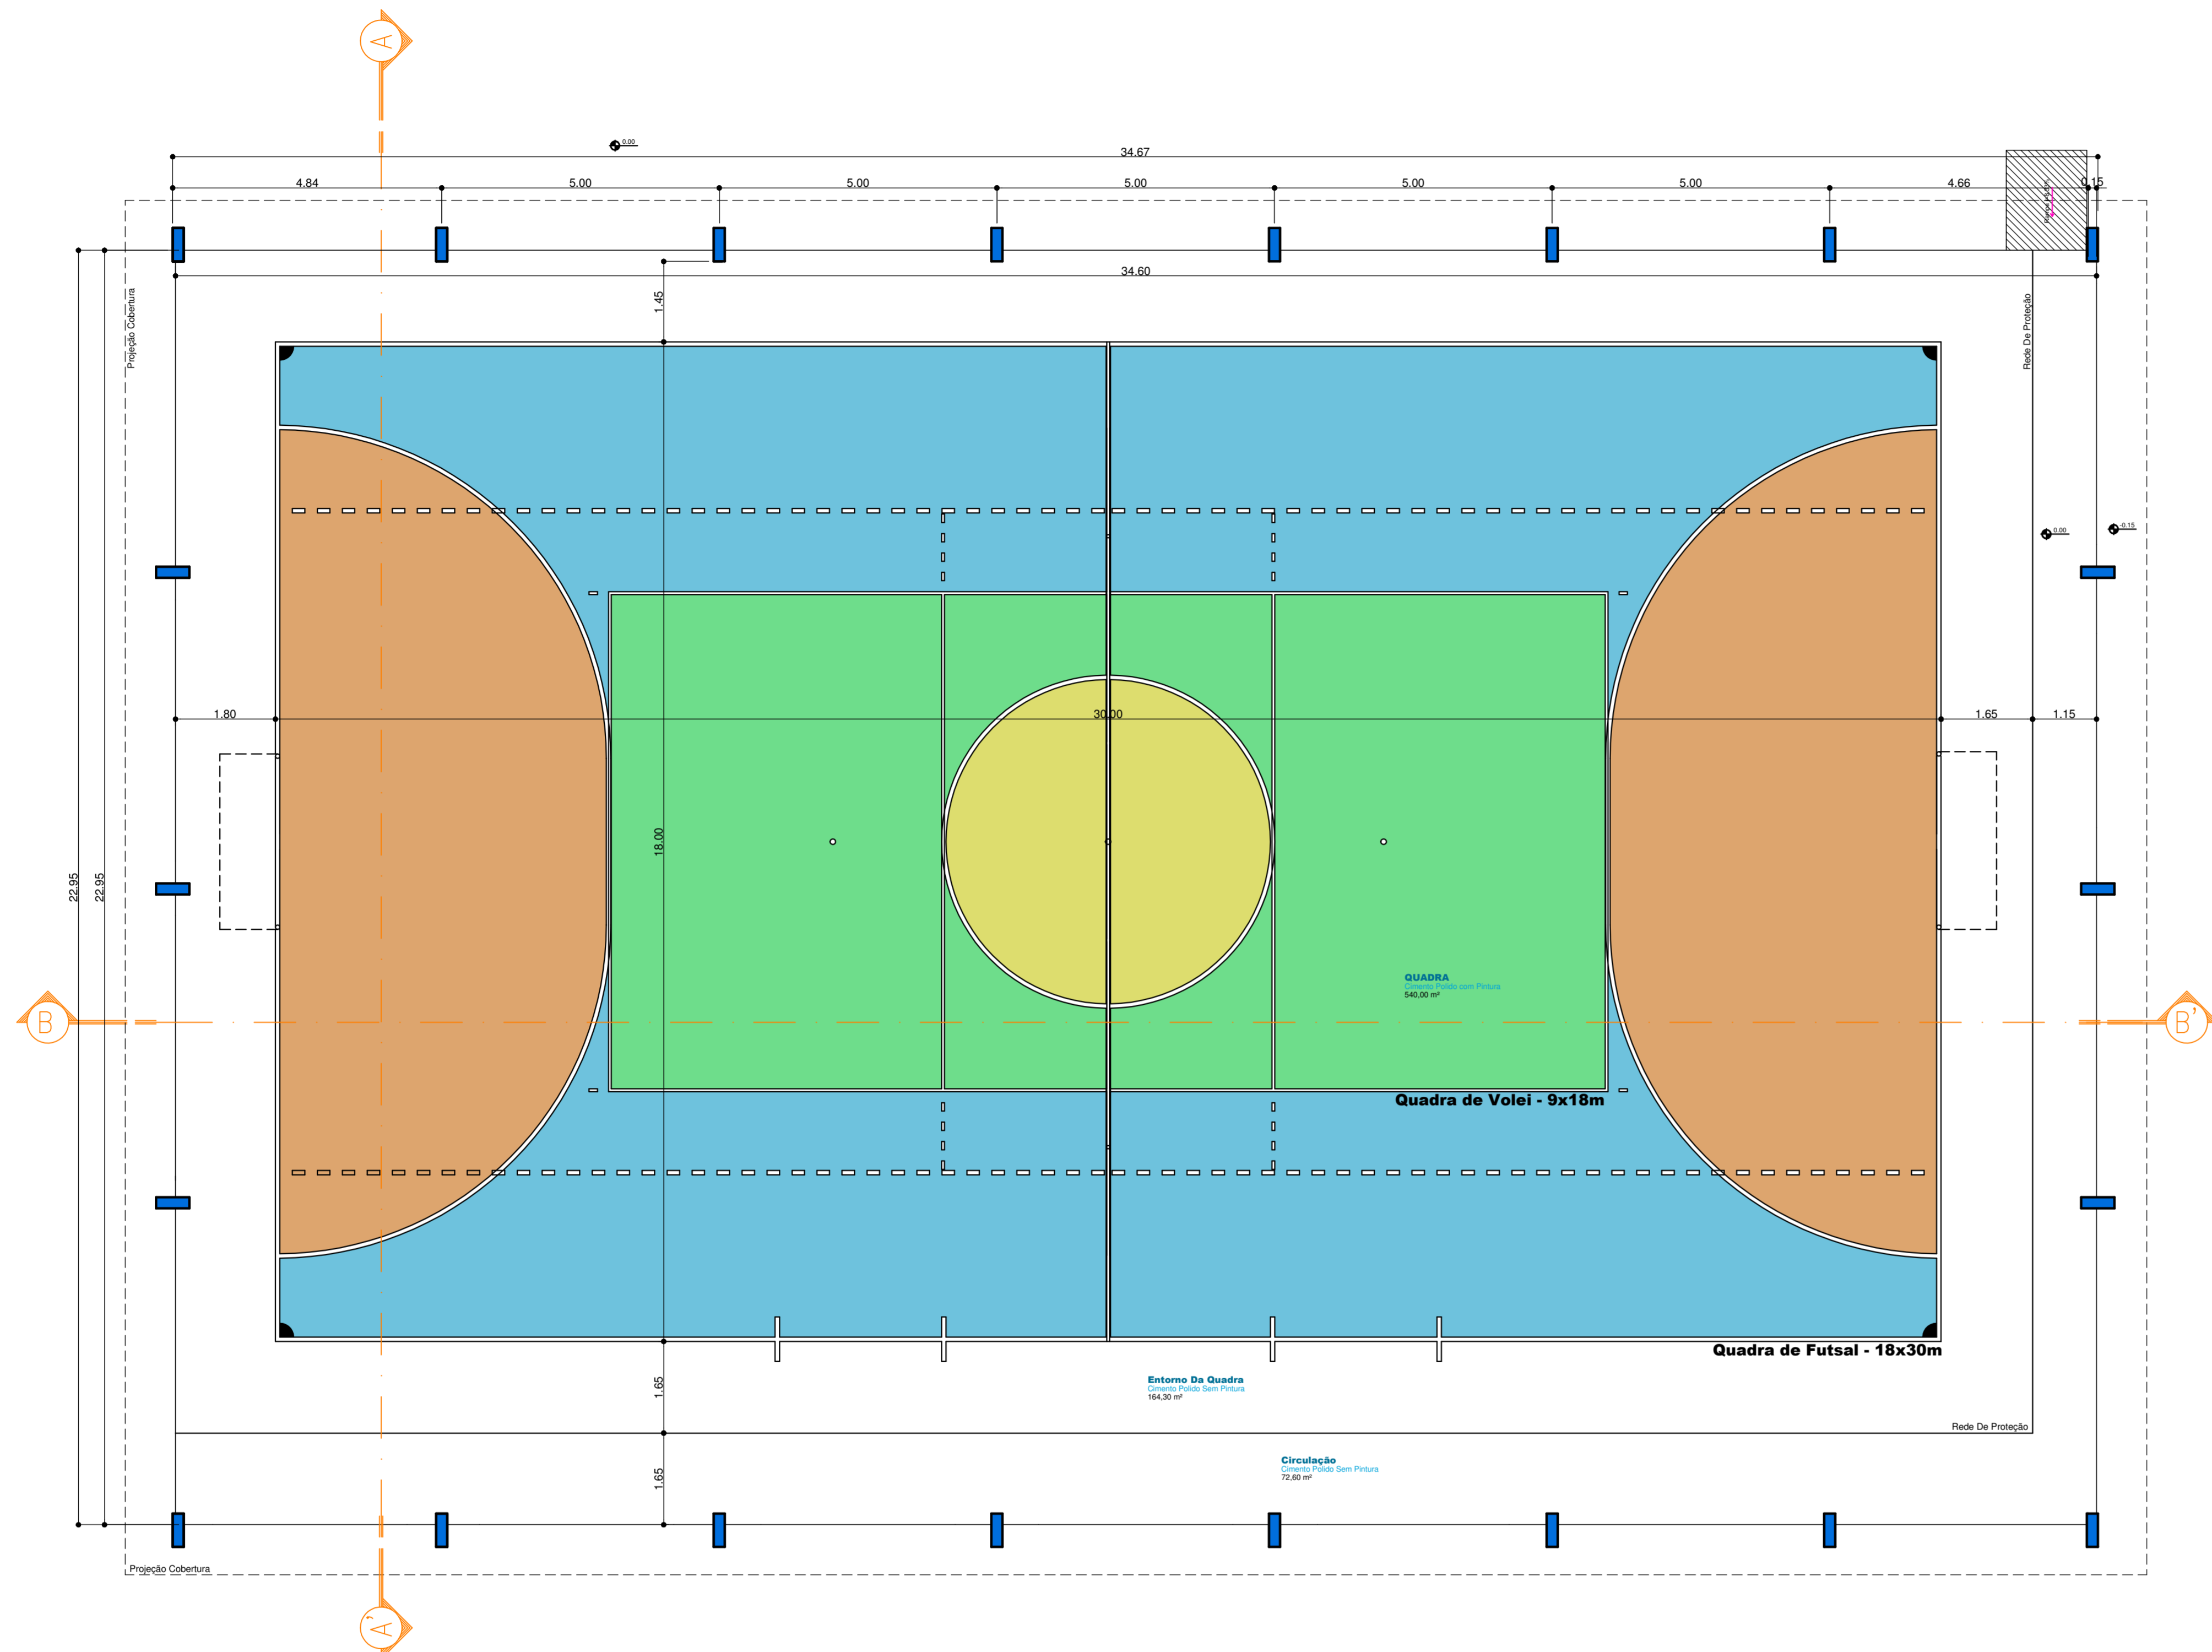 A
0.00
34.67
4.84
5.00
5.00
5.00
5.00
5.00
4.66
0.15
34.60
Projeção Cobertura
1.45
Rede De Proteção
0.00
-0.15
1.80
30.00
1.65
1.15
18.00
22.95
22.95
QUADRA
Cimento Polido com Pintura
540,00 m²
B
B'
Quadra de Volei - 9x18m
Quadra de Futsal - 18x30m
1.65
Entorno Da Quadra
Cimento Polido Sem Pintura
164,30 m²
Rede De Proteção
1.65
Circulação
Cimento Polido Sem Pintura
72,60 m²
Projeção Cobertura
A'